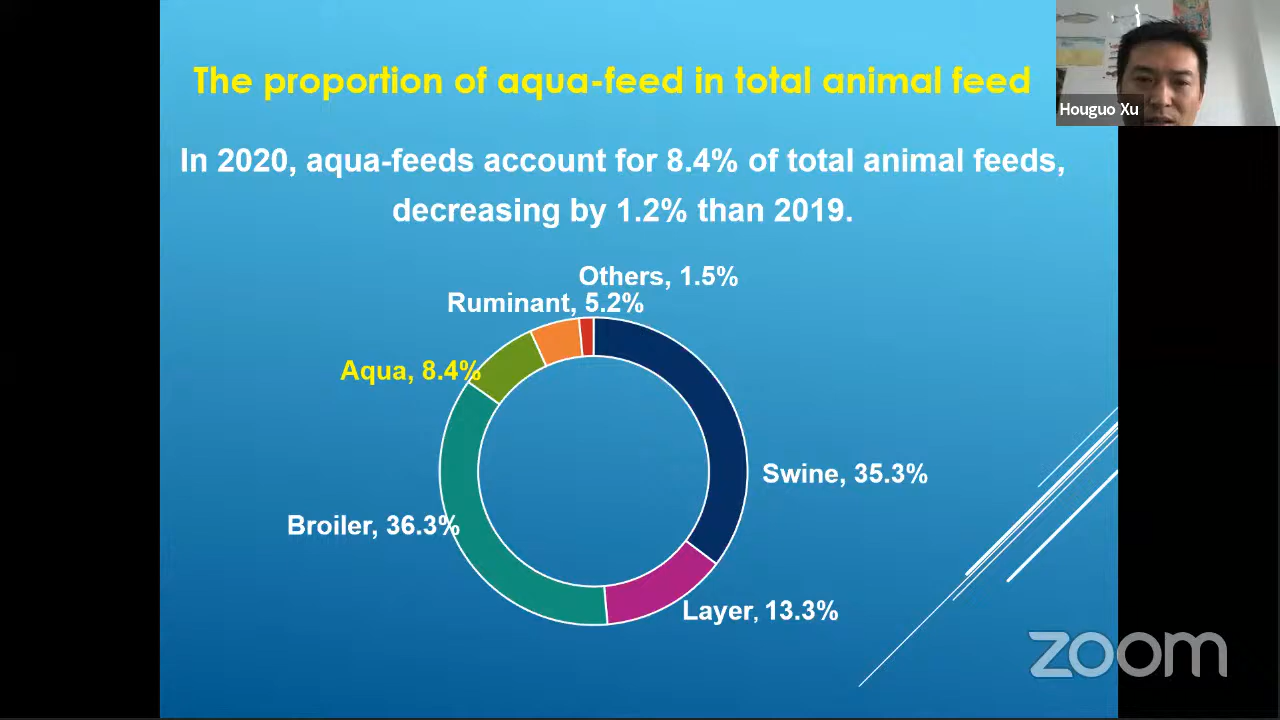 The proportion of aqua-feed in total animal feed
Houguo Xu
In 2020, aqua-feeds account for 8.4% of total animal feeds,
decreasing by 1.2% than 2019.
Others, 1.5%
Ruminant, 5.2%
Aqua, 8.4%
Swine, 35.3%
Broiler, 36.3%
Layer, 13.3%
zoom